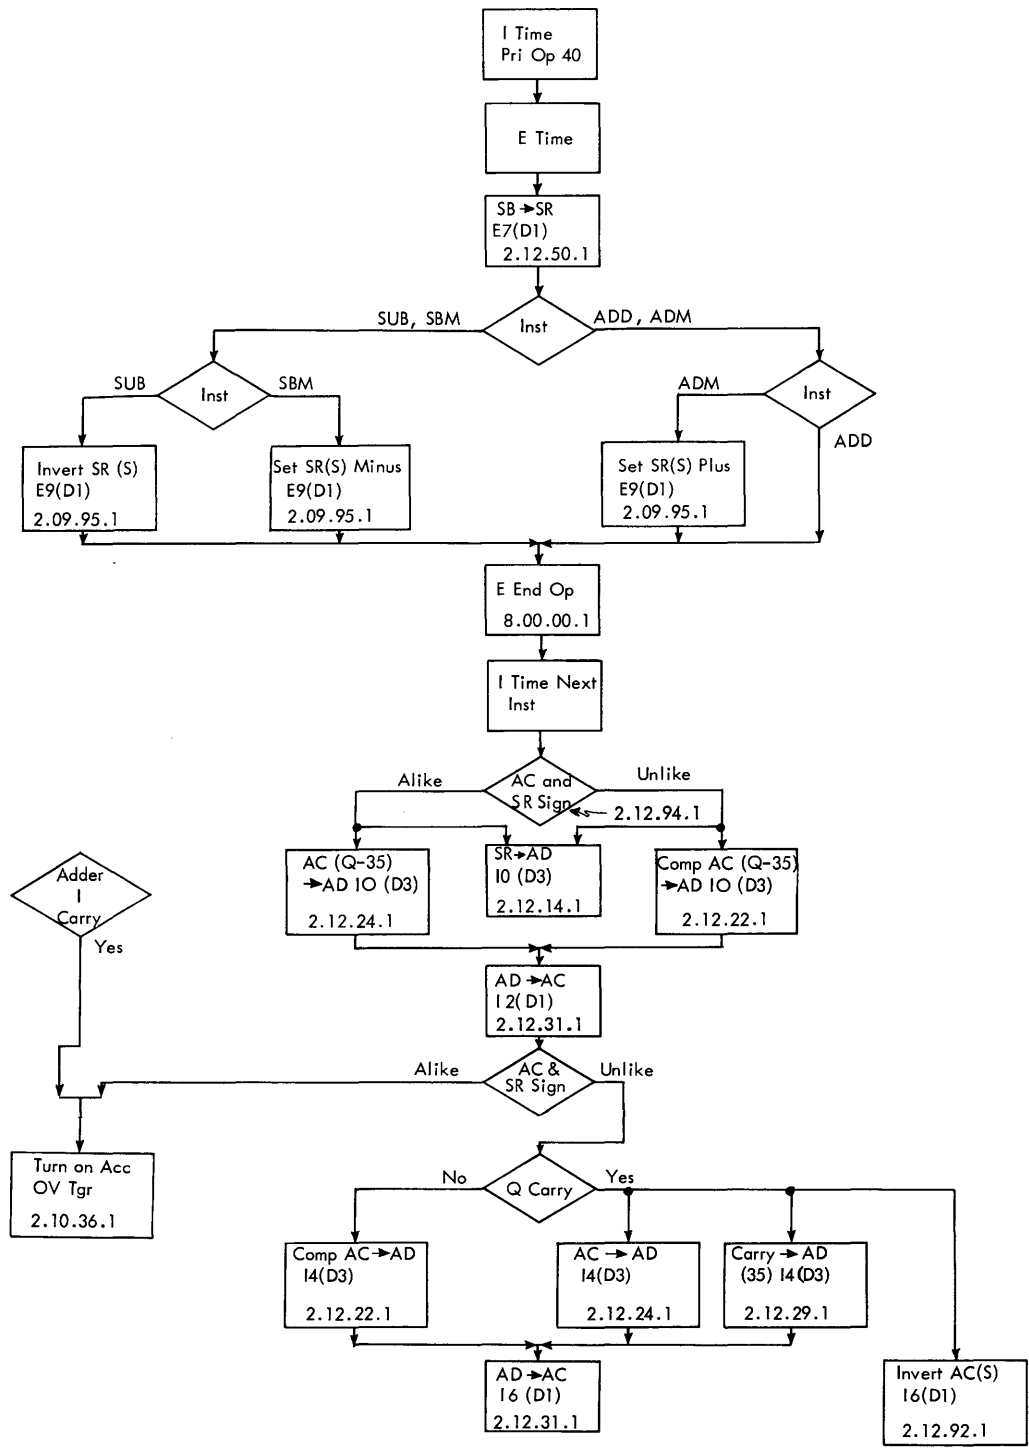 I Time
Pri Op 40
E Time
SB→SR
E7(D1)
2.12.50.1
SUB, SBM
Inst
ADD, ADM
SUB
Inst
SBM
ADM
Inst
ADD
Invert SR (S)
E9(D1)
2.09.95.1
Set SR(S) Minus
E9(D1)
2.09.95.1
Set SR(S) Plus
E9(D1)
2.09.95.1
E End Op
8.00.00.1
I Time Next
Inst
Alike
AC and
SR Sign
Unlike
2.12.94.1
AC (Q-35)
→AD I0 (D3)
2.12.24.1
SR→AD
I0 (D3)
2.12.14.1
Comp AC (Q-35)
→AD I0 (D3)
2.12.22.1
Adder
1
Carry
Yes
AD→AC
I2(D1)
2.12.31.1
Alike
AC &
SR Sign
Unlike
Turn on Acc
OV Tgr
2.10.36.1
No
Q Carry
Yes
Comp AC→AD
I4(D3)
2.12.22.1
AC → AD
I4(D3)
2.12.24.1
Carry → AD
(35) I4(D3)
2.12.29.1
AD→AC
I6 (D1)
2.12.31.1
Invert AC(S)
I6(D1)
2.12.92.1